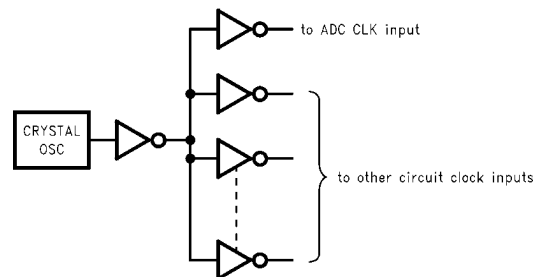 to ADC CLK input
CRYSTAL
OSC
to other circuit clock inputs